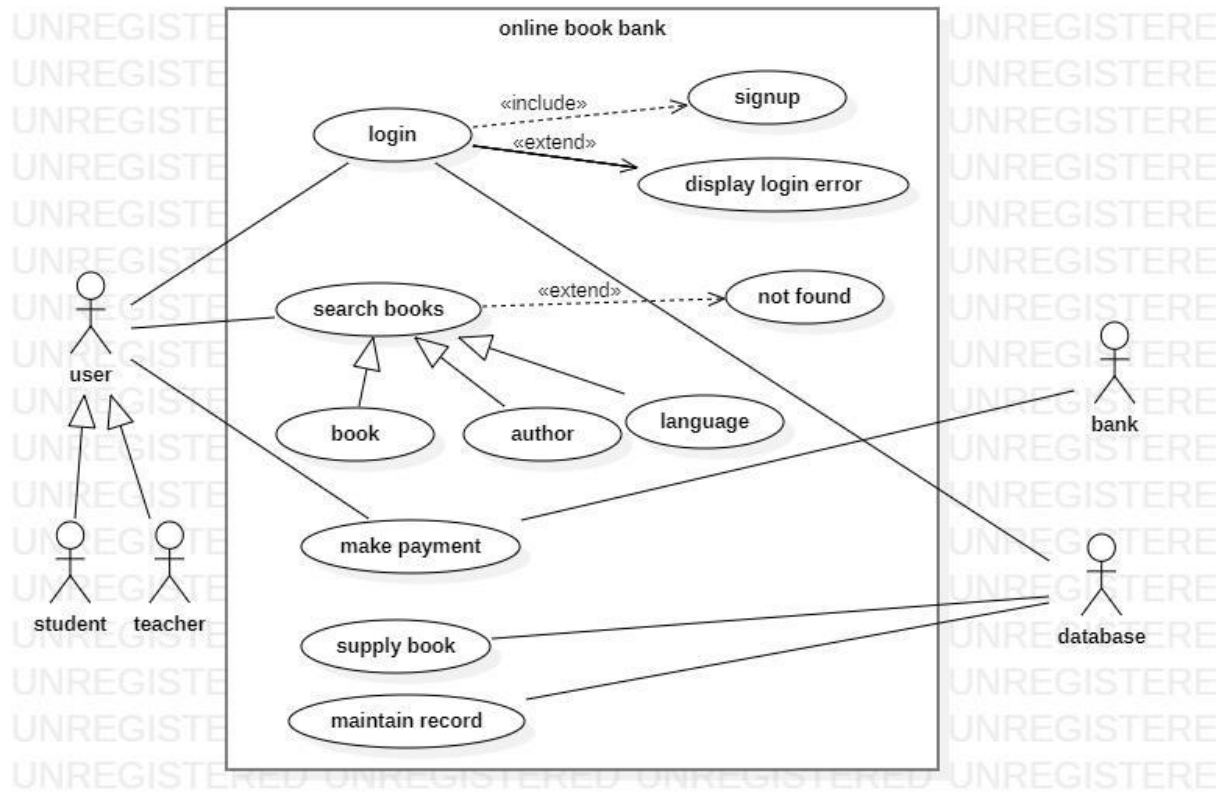 online book bank
«include»
signup
login
«extend»
display login error
search books
«extend»
not found
user
bank
book
author
language
make payment
student
teacher
supply book
database
maintain record
UNREGISTERED UNREGISTERED UNREGISTERED UNREGISTERE